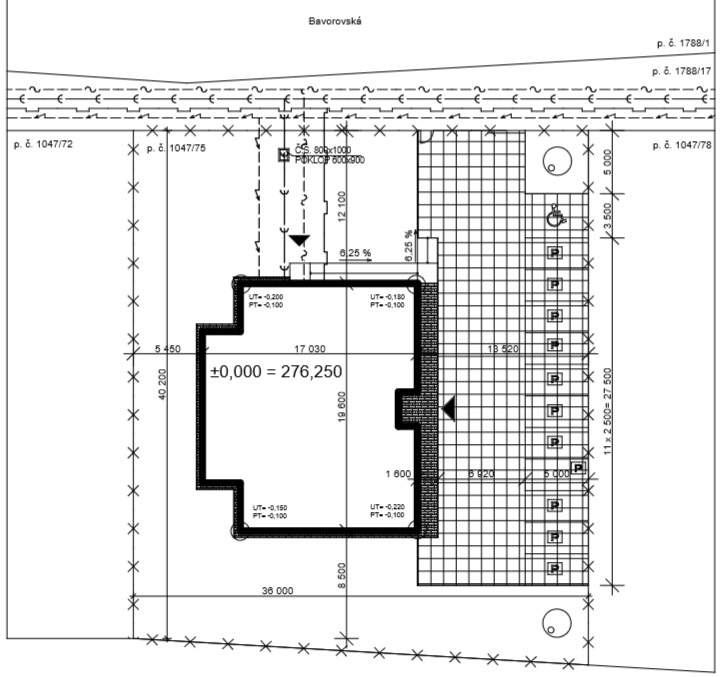 Bavorovská
p. č. 1788/1
p. č. 1788/17
p. č. 1047/72
p. č. 1047/75
p. č. 1047/78
Č.S. 800x1000
POKLOP 600x900
5 000
3 500
12 100
6,25 %
6,25 %
UT= -0,200
PT= -0,100
UT= -0,180
PT= -0,100
5 450
17 030
13 520
±0,000 = 276,250
40 200
19 600
11 x 2 500= 27 500
P
P
P
P
P
P
P
P
P
P
P
1 600
6 920
5 000
UT= -0,150
PT= -0,100
UT= -0,220
PT= -0,100
8 500
36 000